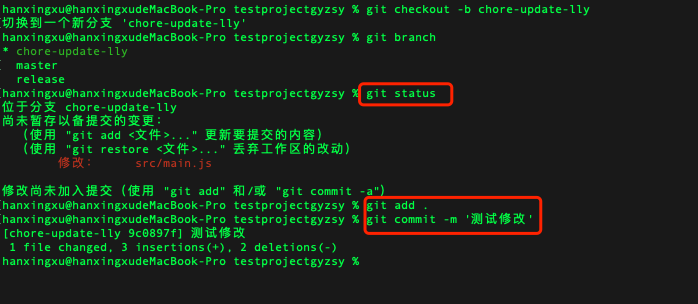 hanxingxu@hanxingxudeMacBook-Pro testprojectgyzsy % git checkout -b chore-update-lly
切换到一个新分支 'chore-update-lly'
hanxingxu@hanxingxudeMacBook-Pro testprojectgyzsy % git branch
* chore-update-lly
master
release
hanxingxu@hanxingxudeMacBook-Pro testprojectgyzsy % git status
位于分支 chore-update-lly
尚未暂存以备提交的变更：
（使用 "git add <文件>..." 更新要提交的内容）
（使用 "git restore <文件>..." 丢弃工作区的改动）
修改： src/main.js
修改尚未加入提交（使用 "git add" 和/或 "git commit -a"）
hanxingxu@hanxingxudeMacBook-Pro testprojectgyzsy % git add .
hanxingxu@hanxingxudeMacBook-Pro testprojectgyzsy % git commit -m '测试修改'
[chore-update-lly 9c0897f] 测试修改
1 file changed, 3 insertions(+), 2 deletions(-)
hanxingxu@hanxingxudeMacBook-Pro testprojectgyzsy %